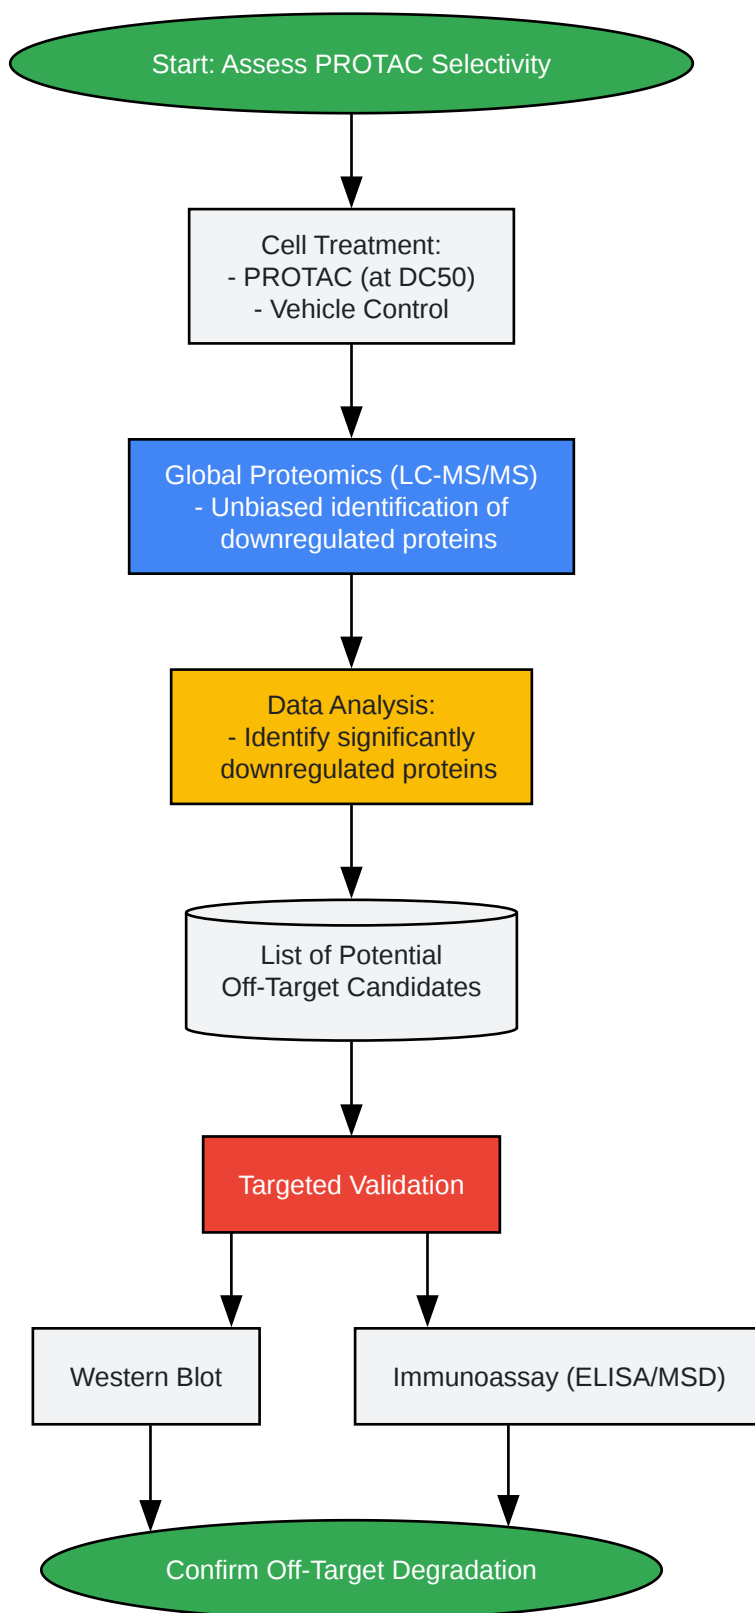 Start: Assess PROTAC Selectivity
Cell Treatment:
- PROTAC (at DC50)
- Vehicle Control
Global Proteomics (LC-MS/MS)
- Unbiased identification of
downregulated proteins
Data Analysis:
- Identify significantly
downregulated proteins
List of Potential
Off-Target Candidates
Targeted Validation
Western Blot
Immunoassay (ELISA/MSD)
Confirm Off-Target Degradation